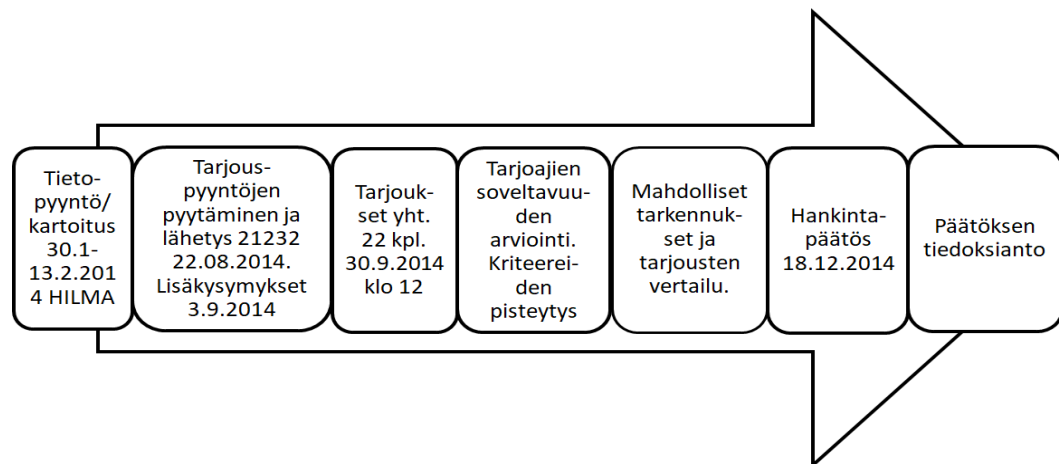 Tieto-
pyyntö/
kartoitus
30.1-
13.2.201
4 HILMA
Tarjous-
pyyntöjen
pyytäminen ja
lähetys 21232
22.08.2014.
Lisäkysymykset
3.9.2014
Tarjouk-
set yht.
22 kpl.
30.9.2014
klo 12
Tarjoajien
soveltavuu-
den
arviointi.
Kriteerei-
den
pisteytys
Mahdolliset
tarkennuk-
set ja
tarjousten
vertailu.
Hankinta-
päätös
18.12.2014
Päätöksen
tiedoksianto